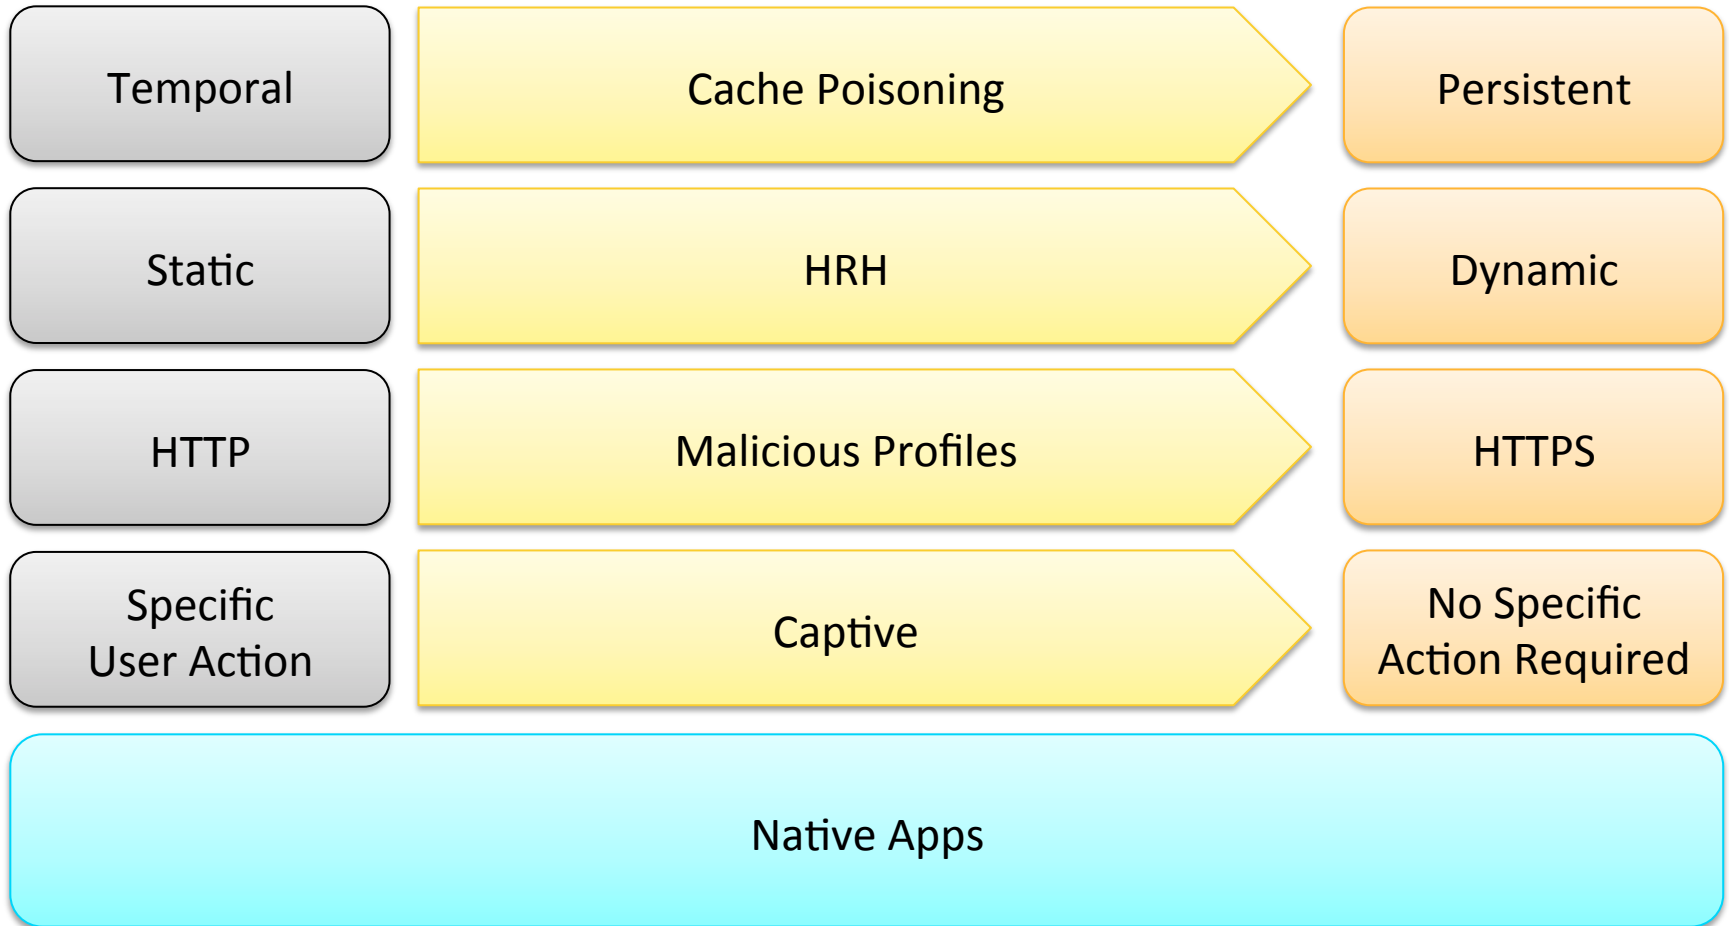 Temporal
Cache Poisoning
Persistent
Static
HRH
Dynamic
HTTP
Malicious Profiles
HTTPS
Specific
User Action
Captive
No Specific
Action Required
Native Apps